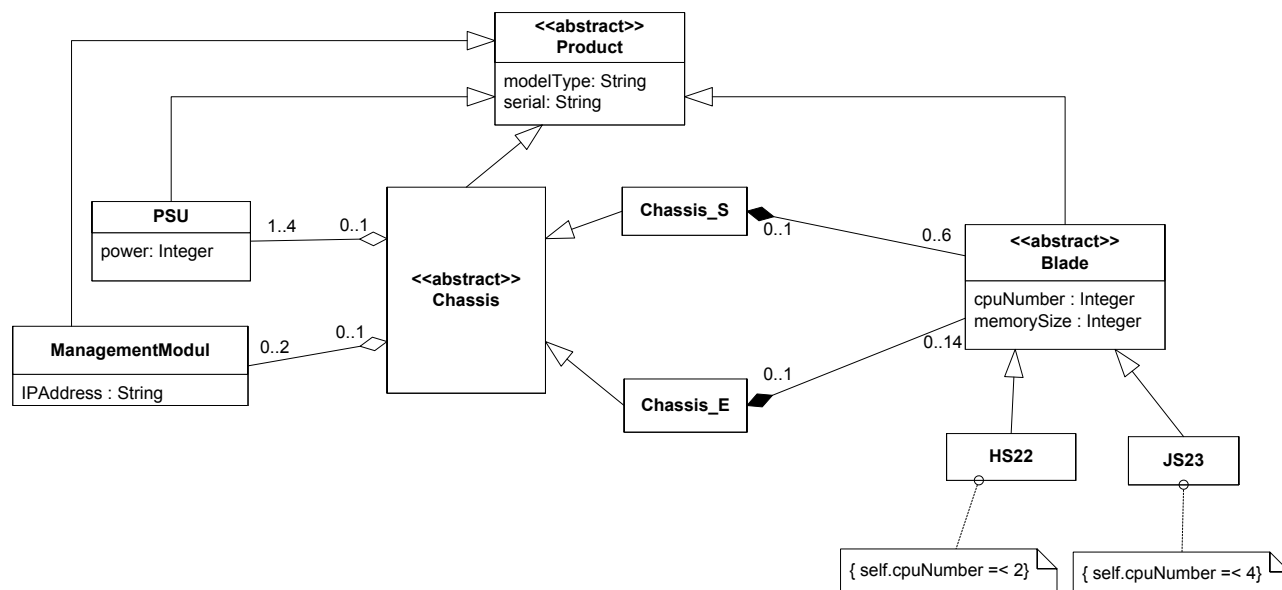 <<abstract>>
Product
modelType: String
serial: String
PSU
power: Integer
1..4
0..1
<<abstract>>
Chassis
Chassis_S
0..1
0..6
<<abstract>>
Blade
cpuNumber : Integer
memorySize : Integer
ManagementModul
IPAddress : String
0..2
0..1
Chassis_E
0..1
0..14
HS22
JS23
{ self.cpuNumber =< 2}
{ self.cpuNumber =< 4}